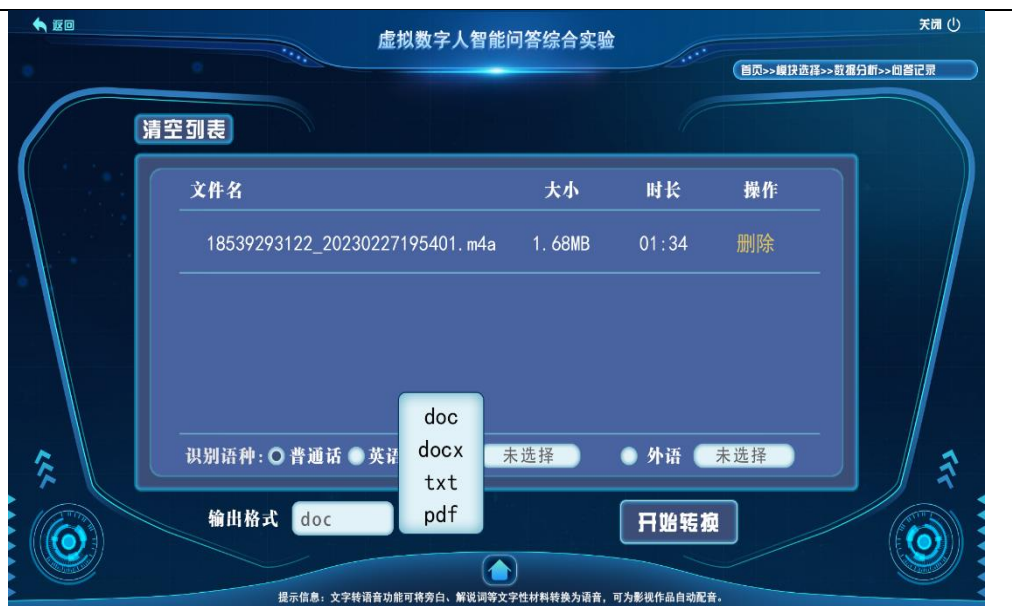 返回
虚拟数字人智能问答综合实验
关闭
首页>>模块选择>>数据分析>>问答记录
清空列表
文件名 大小 时长 操作
18539293122_20230227195401.m4a 1.68MB 01:34 删除
doc
docx
txt
pdf
识别语种: 普通话 英语 未选择 外语 未选择
输出格式 doc 开始转换
提示信息: 文字转语音功能可将旁白、解说词等文字性材料转换为语音, 可为影视作品自动配音。